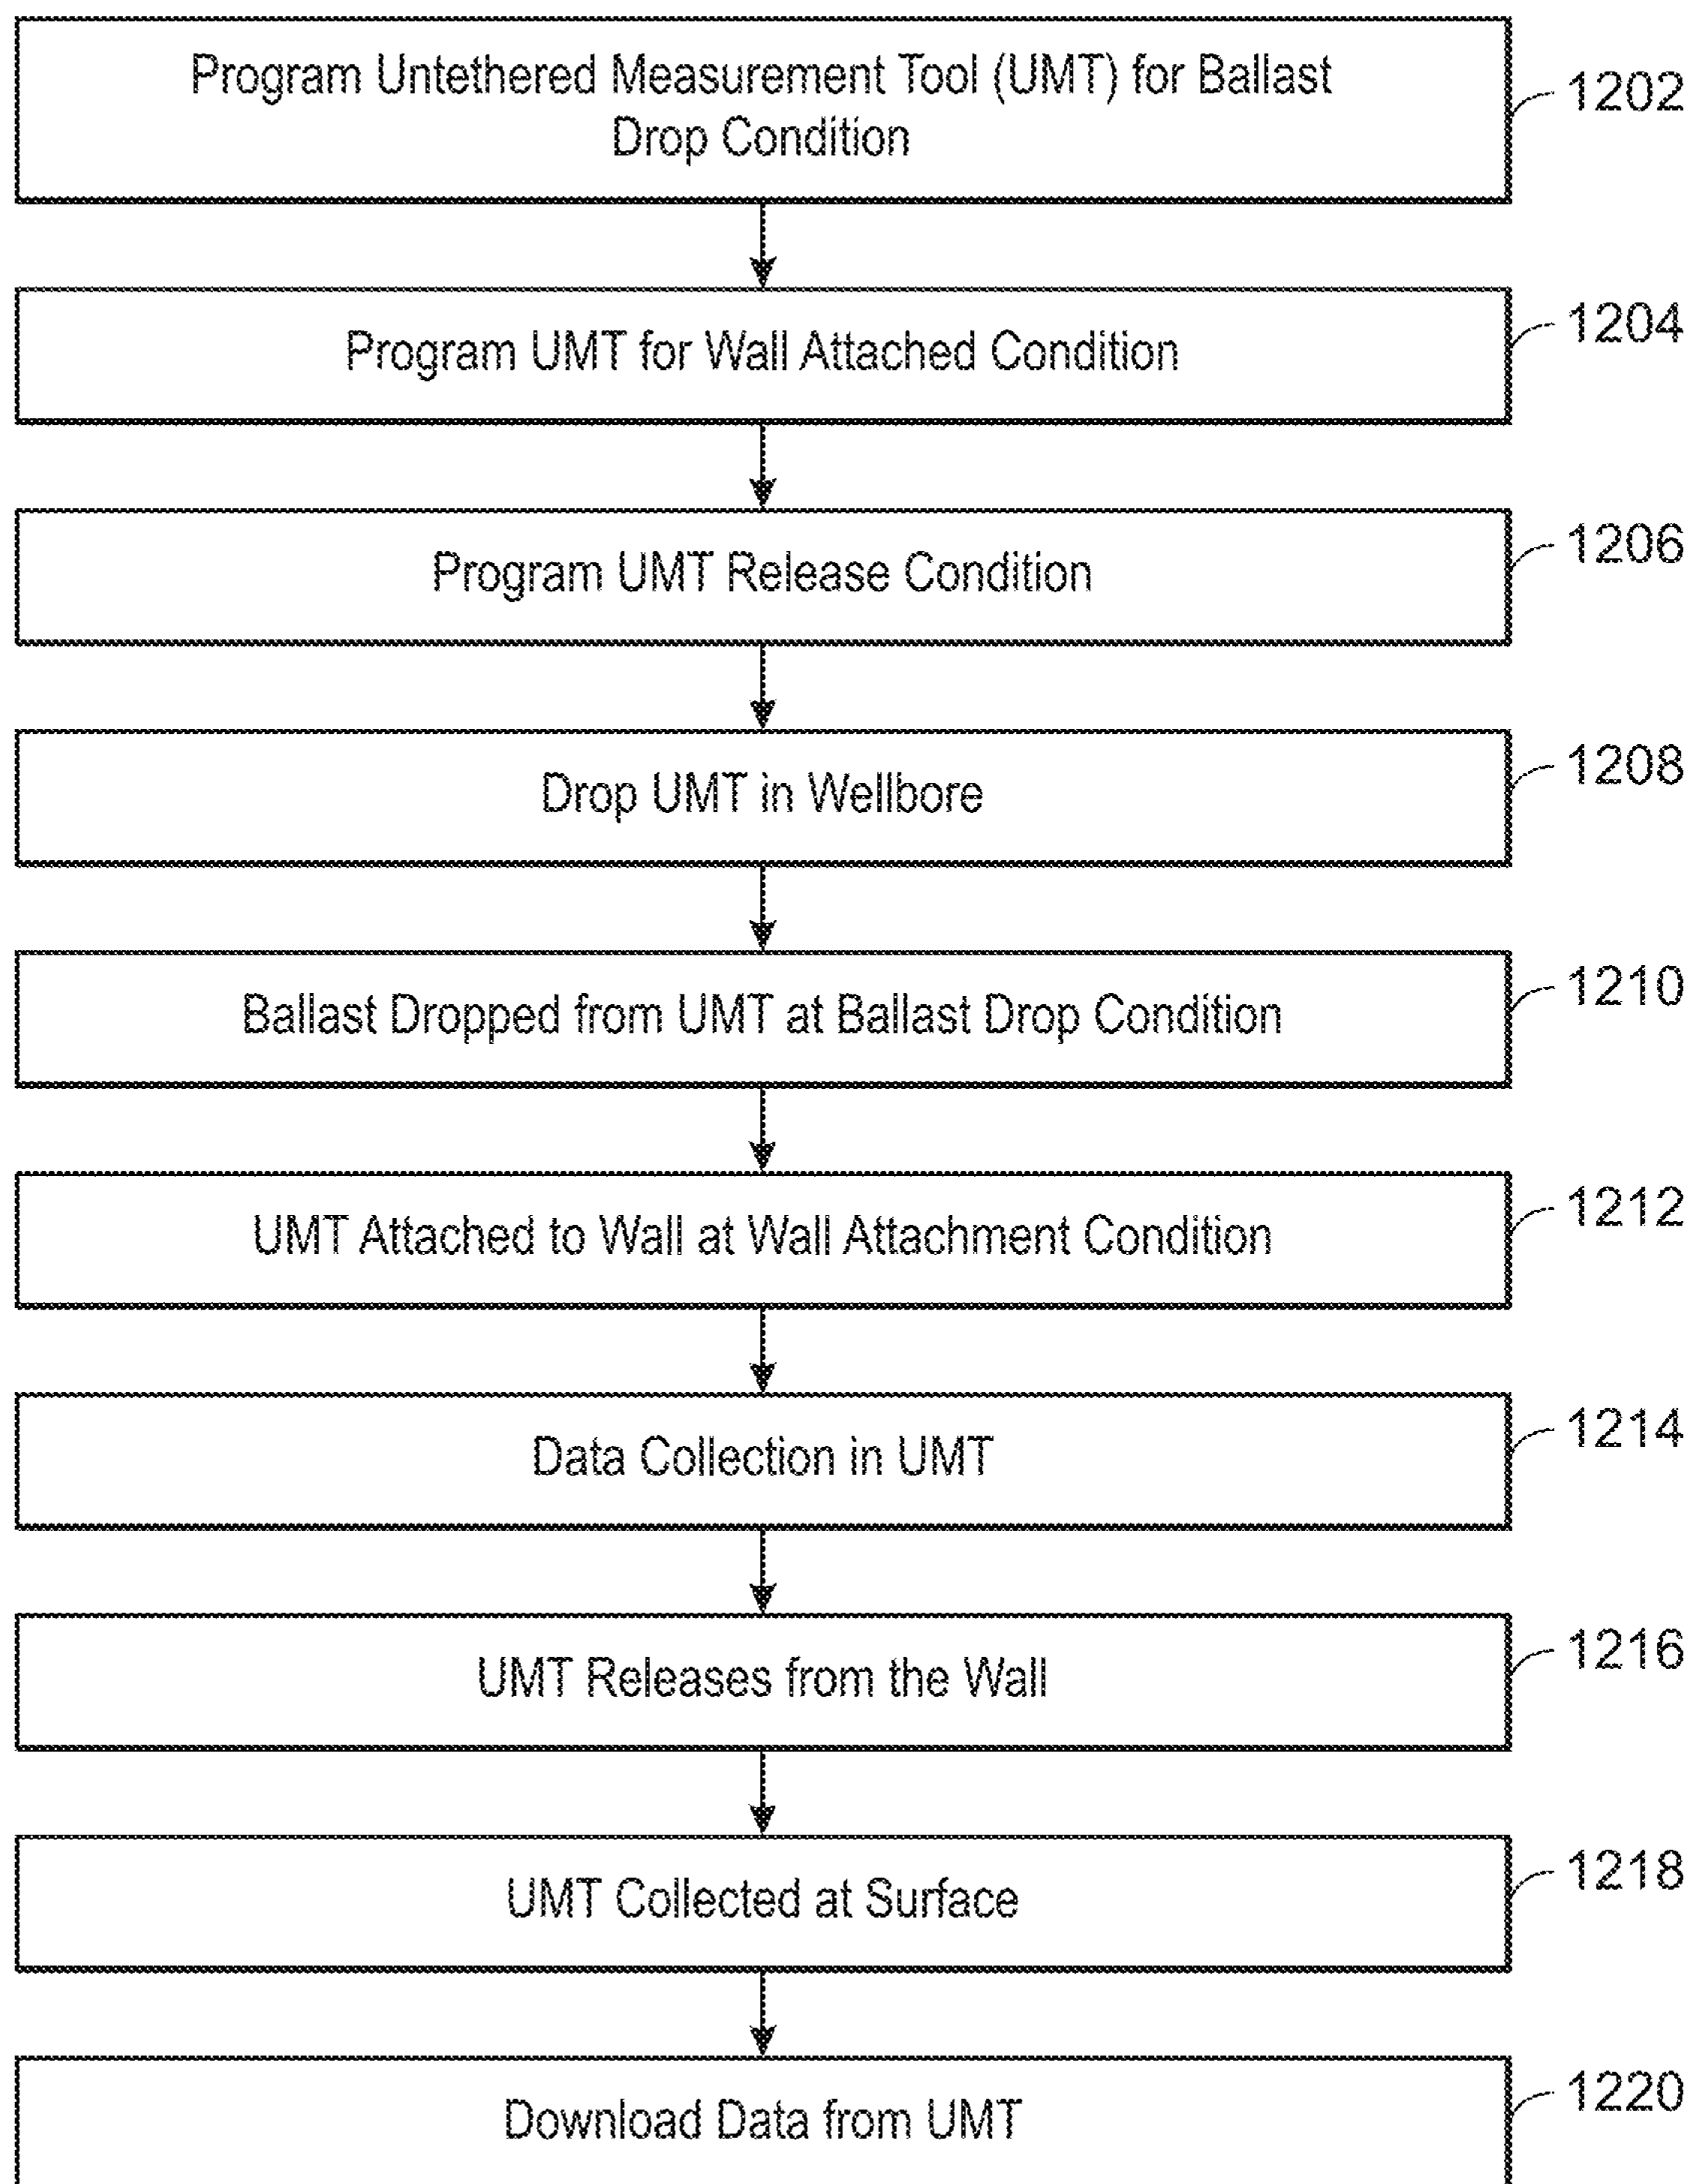 Program Untethered Measurement Tool (UMT) for Ballast
Drop Condition
1202
Program UMT for Wall Attached Condition
1204
Program UMT Release Condition
1206
Drop UMT in Wellbore
1208
Ballast Dropped from UMT at Ballast Drop Condition
1210
UMT Attached to Wall at Wall Attachment Condition
1212
Data Collection in UMT
1214
UMT Releases from the Wall
1216
UMT Collected at Surface
1218
Download Data from UMT
1220